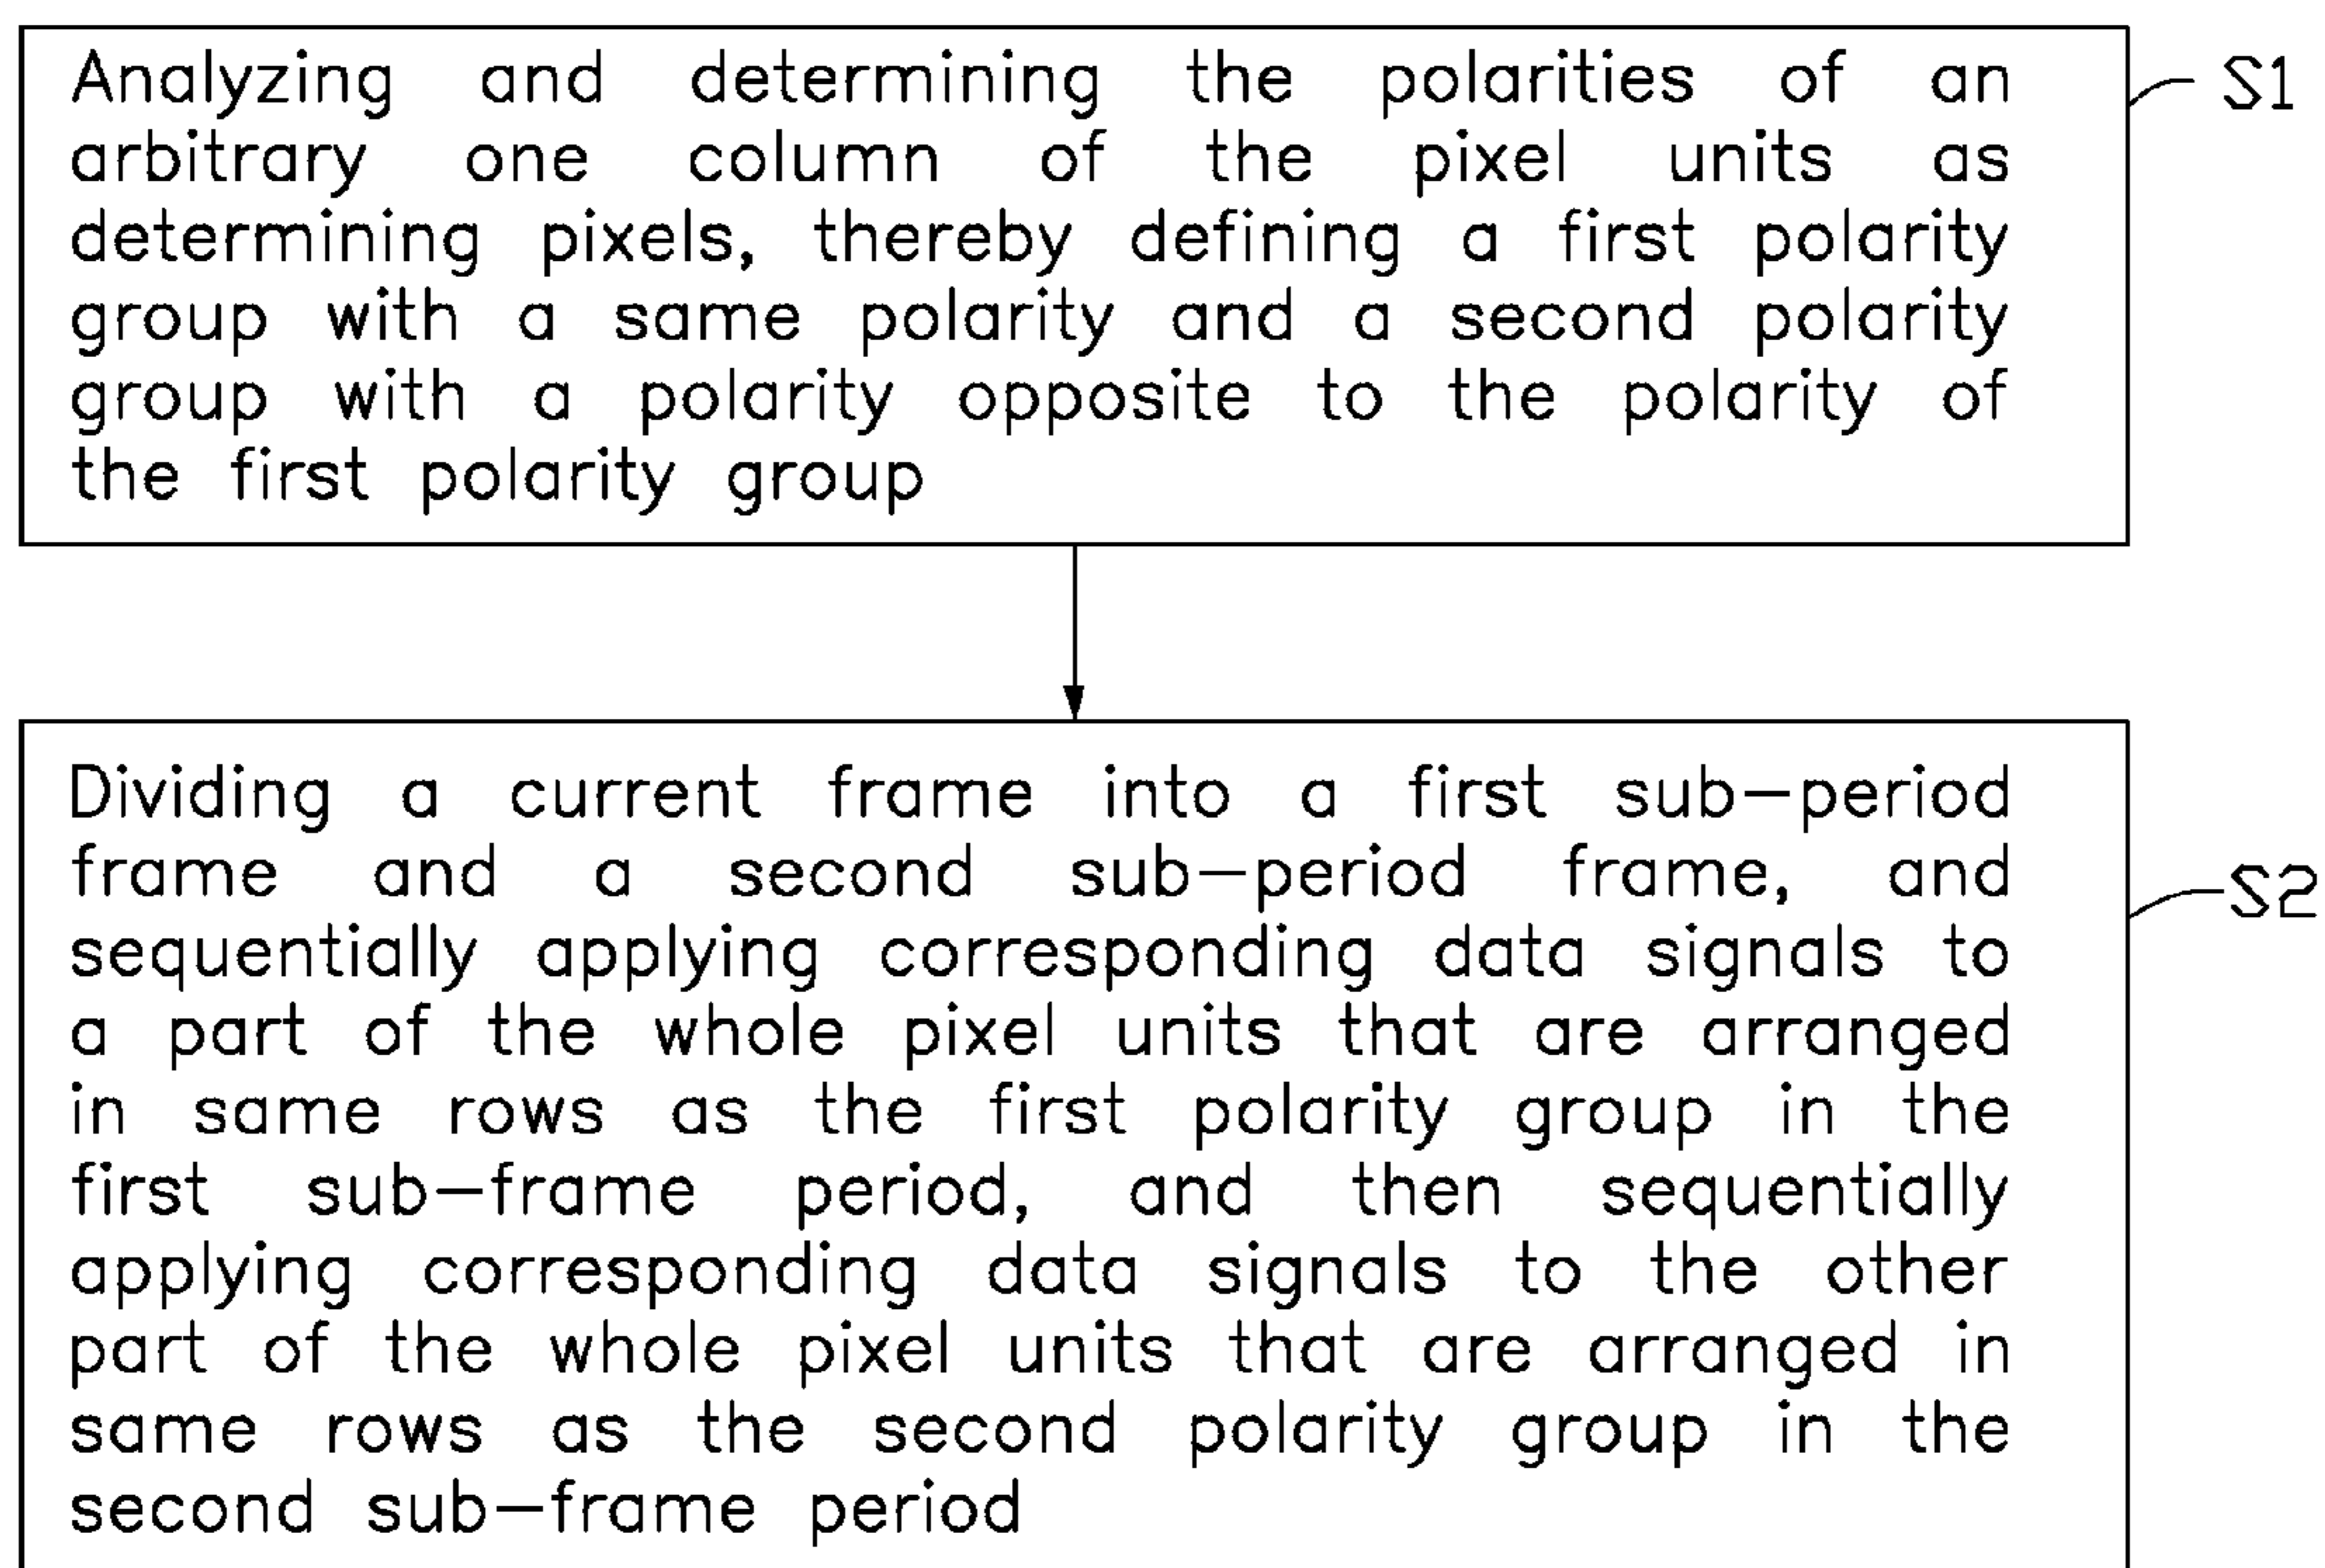 Analyzing and determining the polarities of an
arbitrary one column of the pixel units as
determining pixels, thereby defining a first polarity
group with a same polarity and a second polarity
group with a polarity opposite to the polarity of
the first polarity group
S1
Dividing a current frame into a first sub-period
frame and a second sub-period frame, and
sequentially applying corresponding data signals to
a part of the whole pixel units that are arranged
in same rows as the first polarity group in the
first sub-frame period, and then sequentially
applying corresponding data signals to the other
part of the whole pixel units that are arranged in
same rows as the second polarity group in the
second sub-frame period
S2